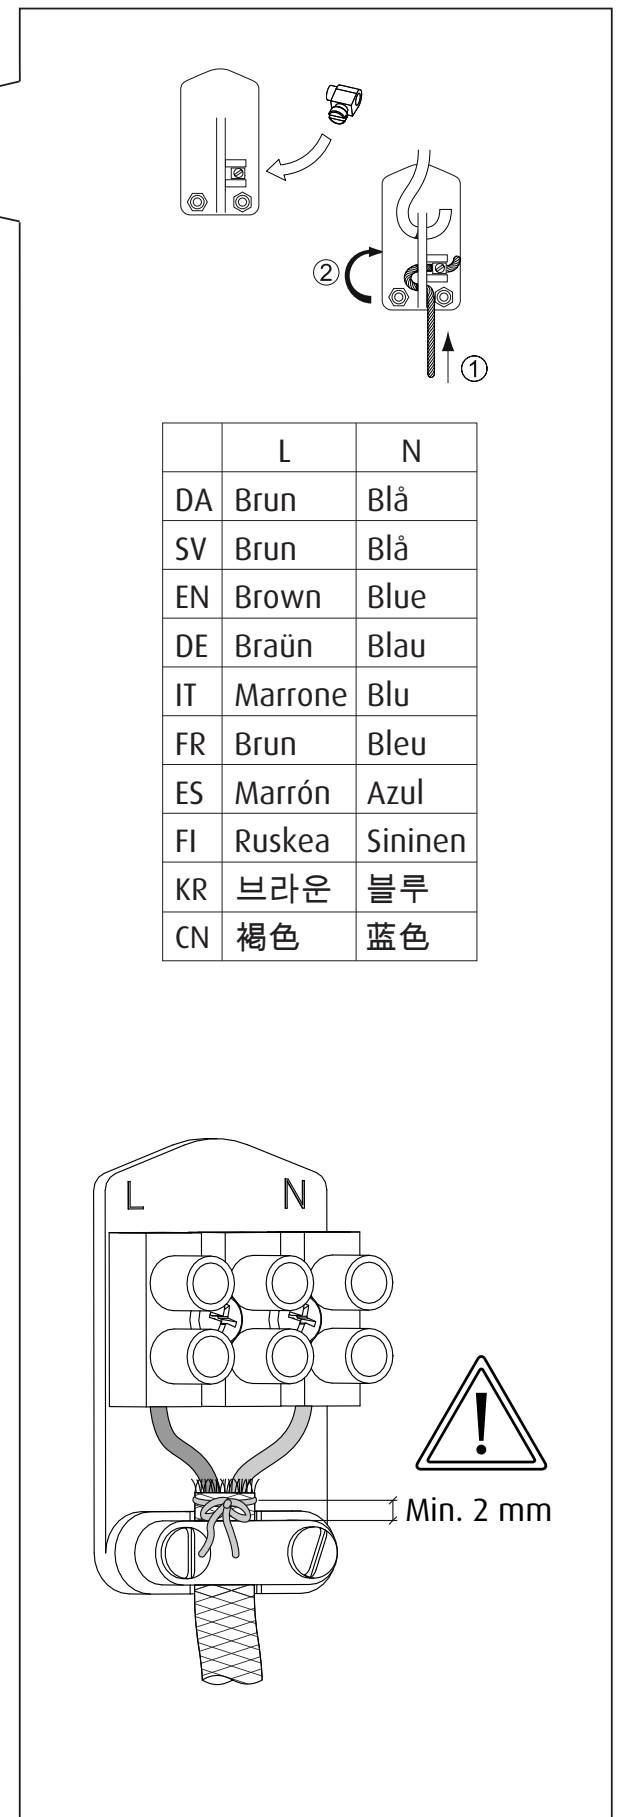 ②
①
L N
DA Brun Blå
SV Brun Blå
EN Brown Blue
DE Braün Blau
IT Marrone Blu
FR Brun Bleu
ES Marrón Azul
FI Ruskea Sininen
KR 브라운 블루
CN 褐色 蓝色
L N
Min. 2 mm